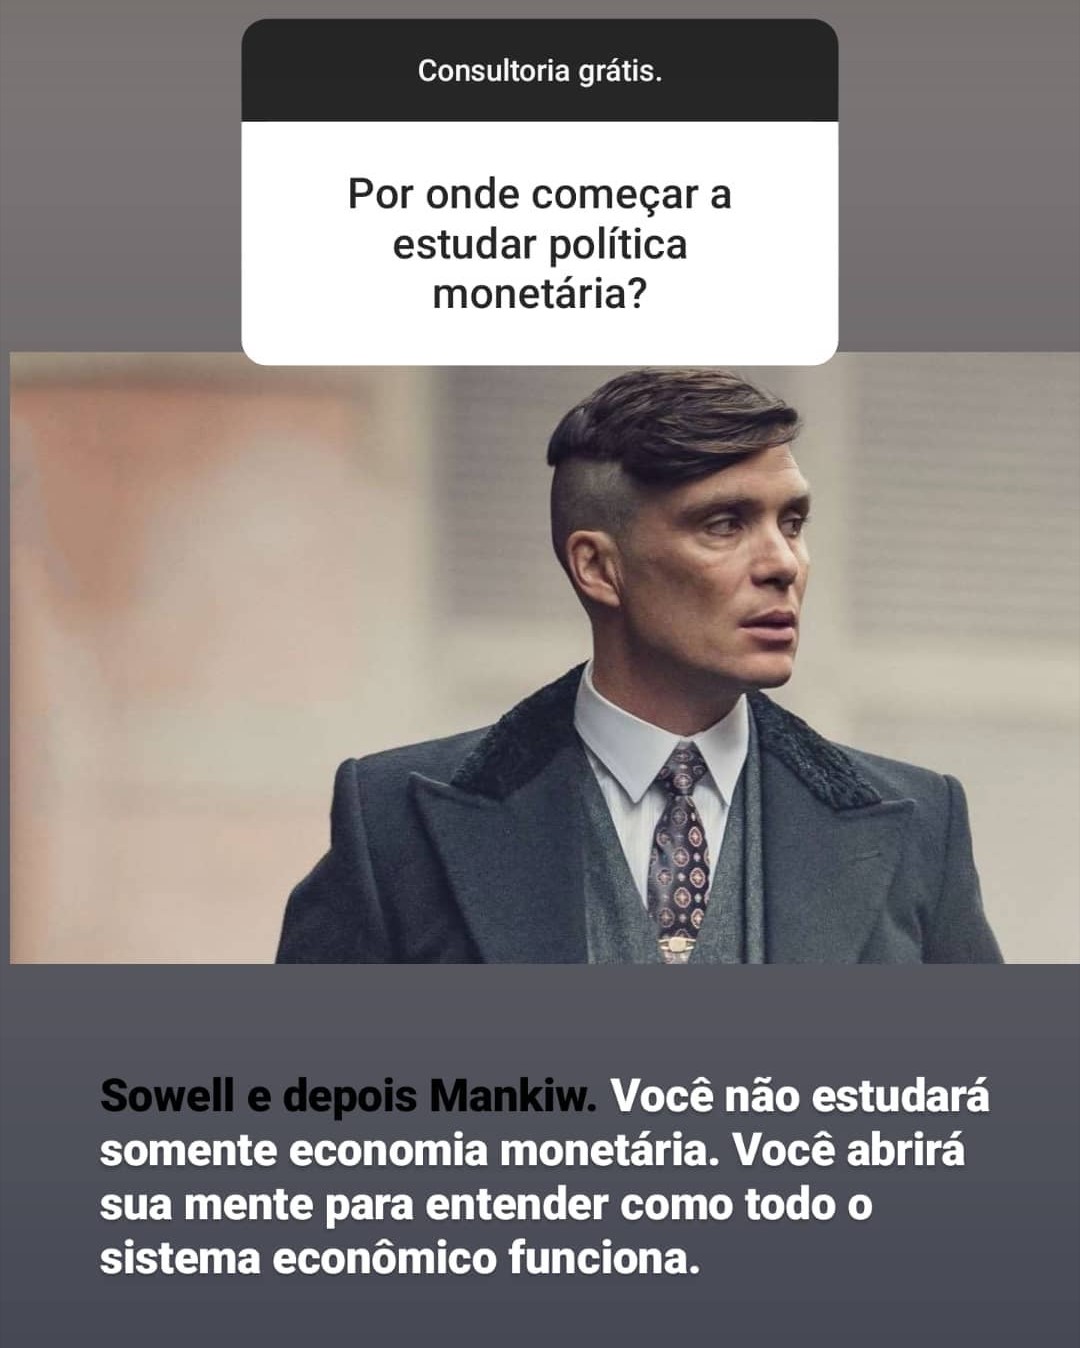 Consultoria grátis.
Por onde começar a
estudar política
monetária?
Sowell e depois Mankiw. Você não estudará
somente economia monetária. Você abrirá
sua mente para entender como todo o
sistema econômico funciona.